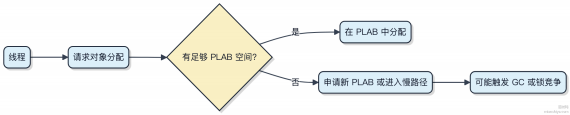 线程
请求对象分配
有足够 PLAB 空间?
是
在 PLAB 中分配
否
申请新 PLAB 或进入慢路径
可能触发 GC 或锁竞争